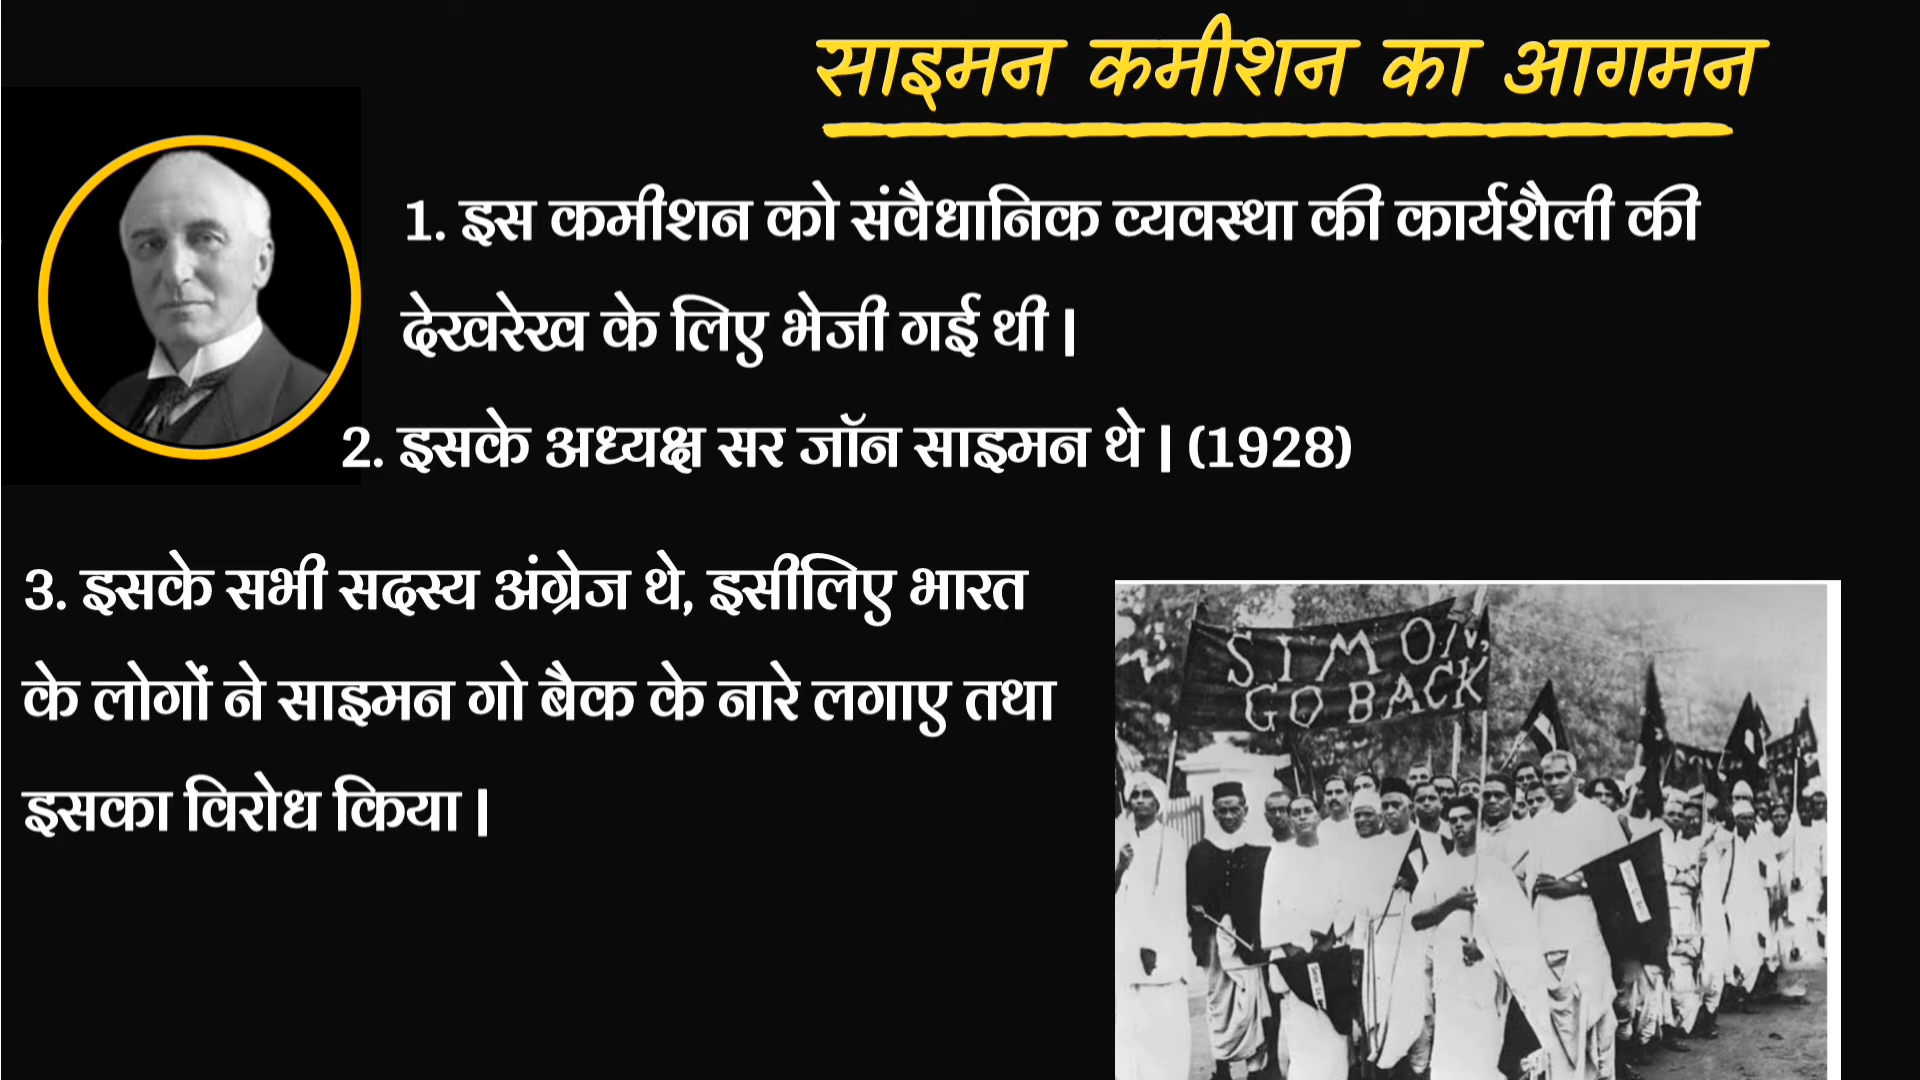 साइमन कमीशन का आगमन
1. इस कमीशन को संवैधानिक व्यवस्था की कार्यशैली की
देखरेख के लिए भेजी गई थी |
2. इसके अध्यक्ष सर जॉन साइमन थे | (1928)
3. इसके सभी सदस्य अंग्रेज थे, इसीलिए भारत
के लोगों ने साइमन गो बैक के नारे लगाए तथा
इसका विरोध किया |
SIMON,
GO BACK